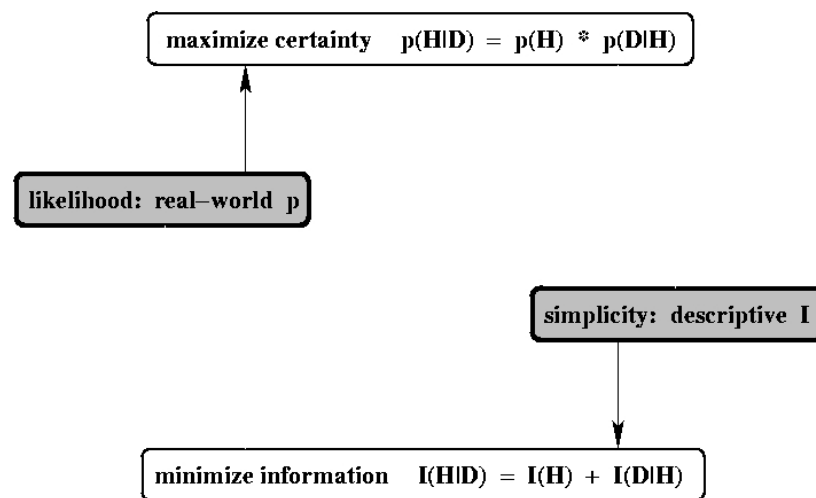 maximize certainty p(H|D) = p(H) * p(D|H)
likelihood: real–world p
simplicity: descriptive I
minimize information I(H|D) = I(H) + I(D|H)